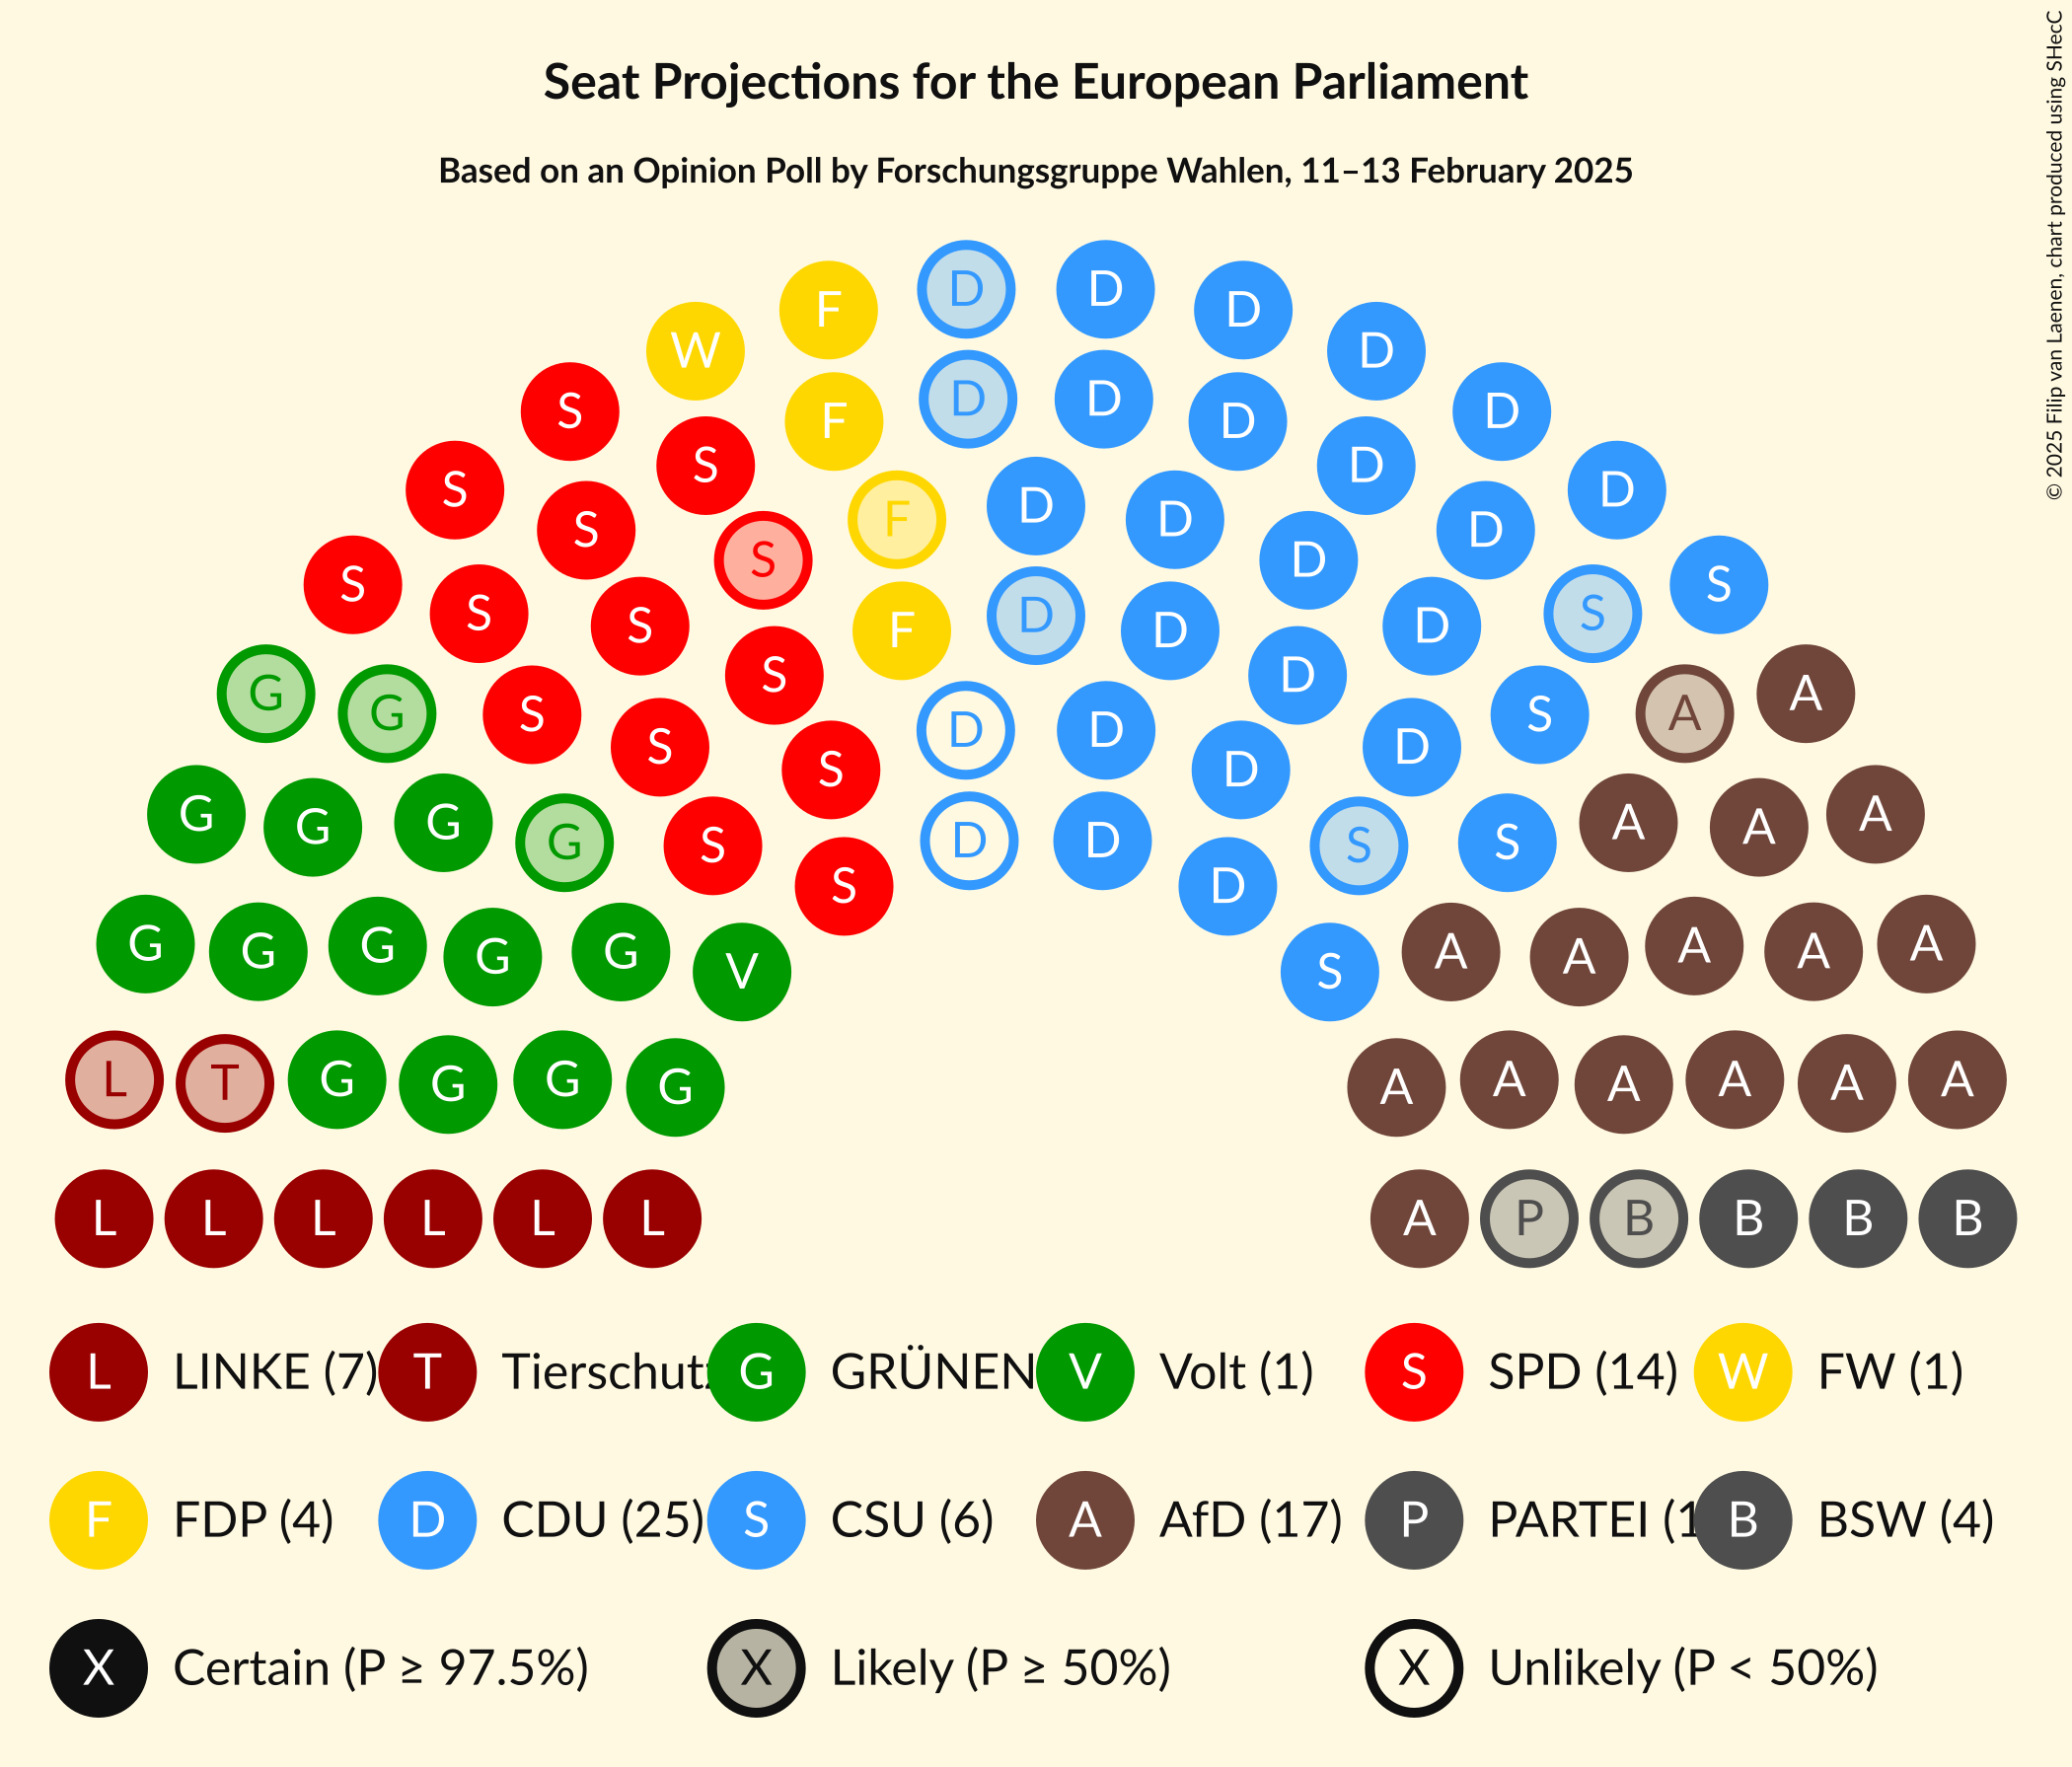 Seat Projections for the European Parliament
Based on an Opinion Poll by Forschungsgruppe Wahlen, 11–13 February 2025
© 2025 Filip van Laenen, chart produced using SHecC
D D
F D
W D
D D
S D
F D
S D
S D
D
F D
S D
S D
S S
S D S
S F D D
S D
G A
G S S A
D D
S D
S D
G A
G G A A
G S D D S S
S D
G G G G G A A A A A
V S
L T G G G G A A A A A A
L L L L L L A P B B B B
L LINKE (7) T Tierschutz G GRÜNEN V Volt (1) S SPD (14) W FW (1)
F FDP (4) D CDU (25) S CSU (6) A AfD (17) P PARTEI (1 B BSW (4)
X Certain (P ≥ 97.5%) X Likely (P ≥ 50%) X Unlikely (P < 50%)